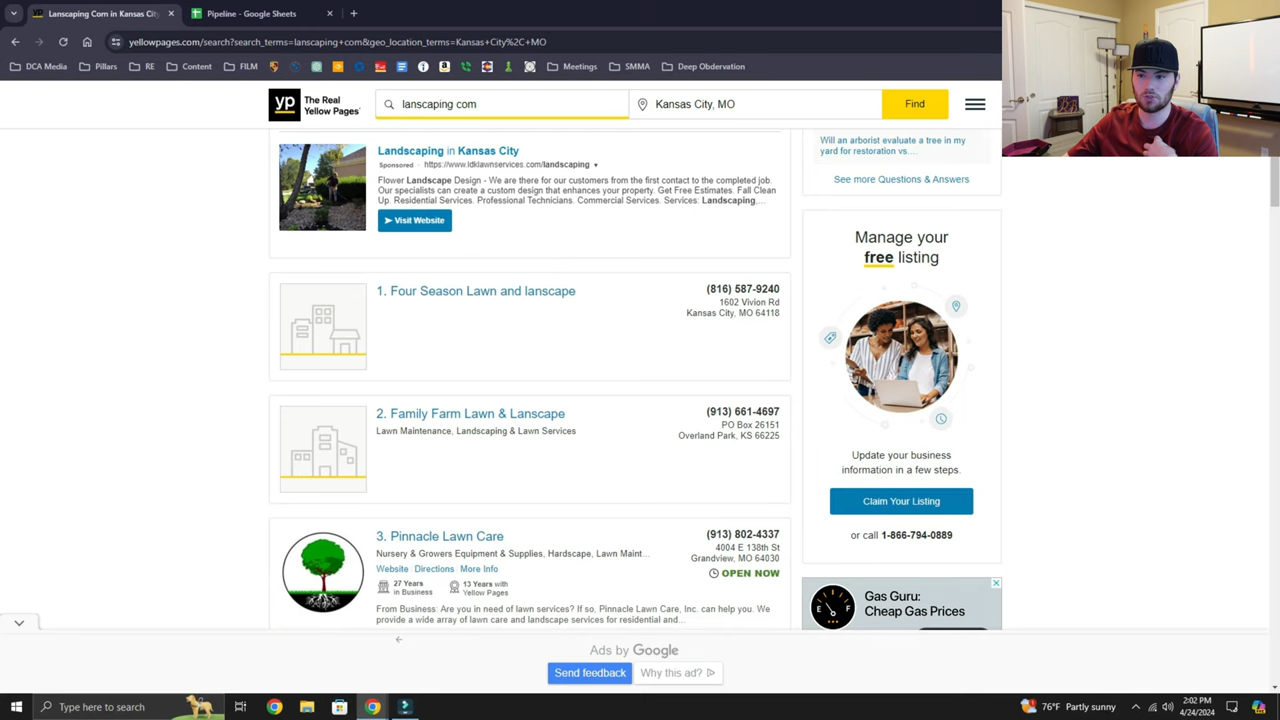 Lanscaping Com in Kansas Cit
Pipeline - Google Sheets
yellowpages.com/search?search_terms=lanscaping+com&geo_location_terms=Kansas+City%2C+MO
DCA Media
Pillars
RE
Content
FILM
Meetings
SMMA
Deep Obdervation
yp
The Real
Yellow Pages
lanscaping com
Kansas City, MO
Find
Landscaping in Kansas City
Sponsored · https://www.ldklawnservices.com/landscaping
Flower Landscape Design - We are there for our customers from the first contact to the completed job.
Our specialists can create a custom design that enhances your property. Get Free Estimates. Fall Clean
Up. Residential Services. Professional Technicians. Commercial Services. Services: Landscaping,...
Visit Website
1. Four Season Lawn and lanscape
(816) 587-9240
1602 Vivion Rd
Kansas City, MO 64118
2. Family Farm Lawn & Lanscape
Lawn Maintenance, Landscaping & Lawn Services
(913) 661-4697
PO Box 26151
Overland Park, KS 66225
3. Pinnacle Lawn Care
Nursery & Growers Equipment & Supplies, Hardscape, Lawn Maint...
Website Directions More Info
27 Years
in Business
13 Years with
Yellow Pages
(913) 802-4337
4004 E 138th St
Grandview, MO 64030
OPEN NOW
From Business: Are you in need of lawn services? If so, Pinnacle Lawn Care, Inc. can help you. We
provide a wide array of lawn care and landscape services for residential and...
Will an arborist evaluate a tree in my
yard for restoration vs....
See more Questions & Answers
Manage your
free listing
Update your business
information in a few steps.
Claim Your Listing
or call 1-866-794-0889
Gas Guru:
Cheap Gas Prices
E F
Ads by Google
Send feedback
Why this ad?
Type here to search
76°F Partly sunny
2:02 PM
4/24/2024